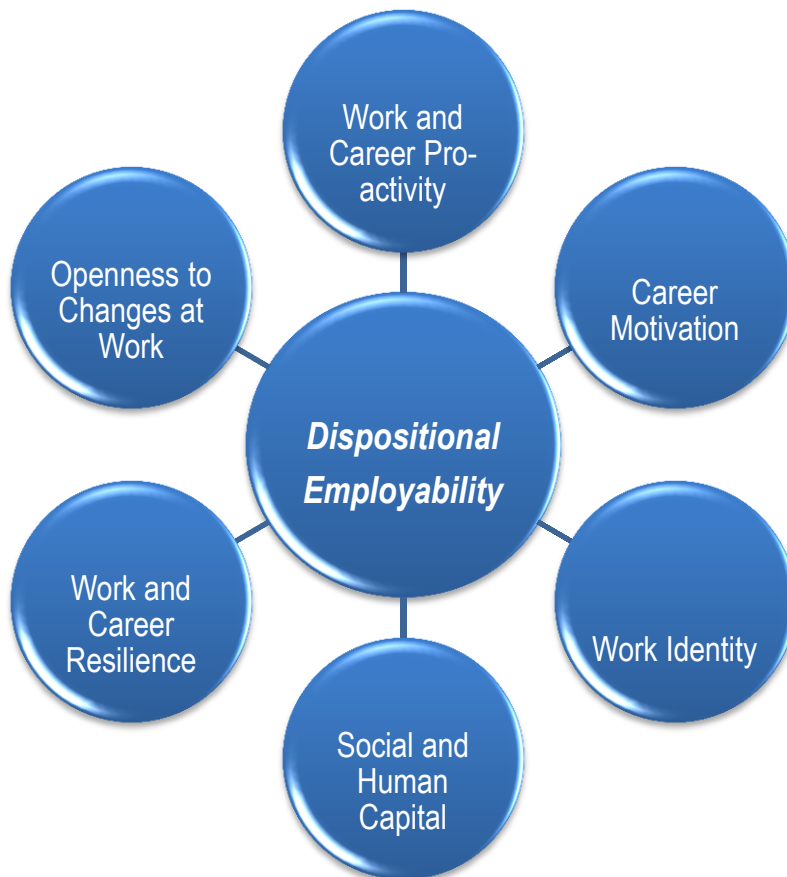 Work and
Career Pro-
activity
Career
Motivation
Work Identity
Social and
Human
Capital
Work and
Career
Resilience
Openness to
Changes at
Work
Dispositional
Employability